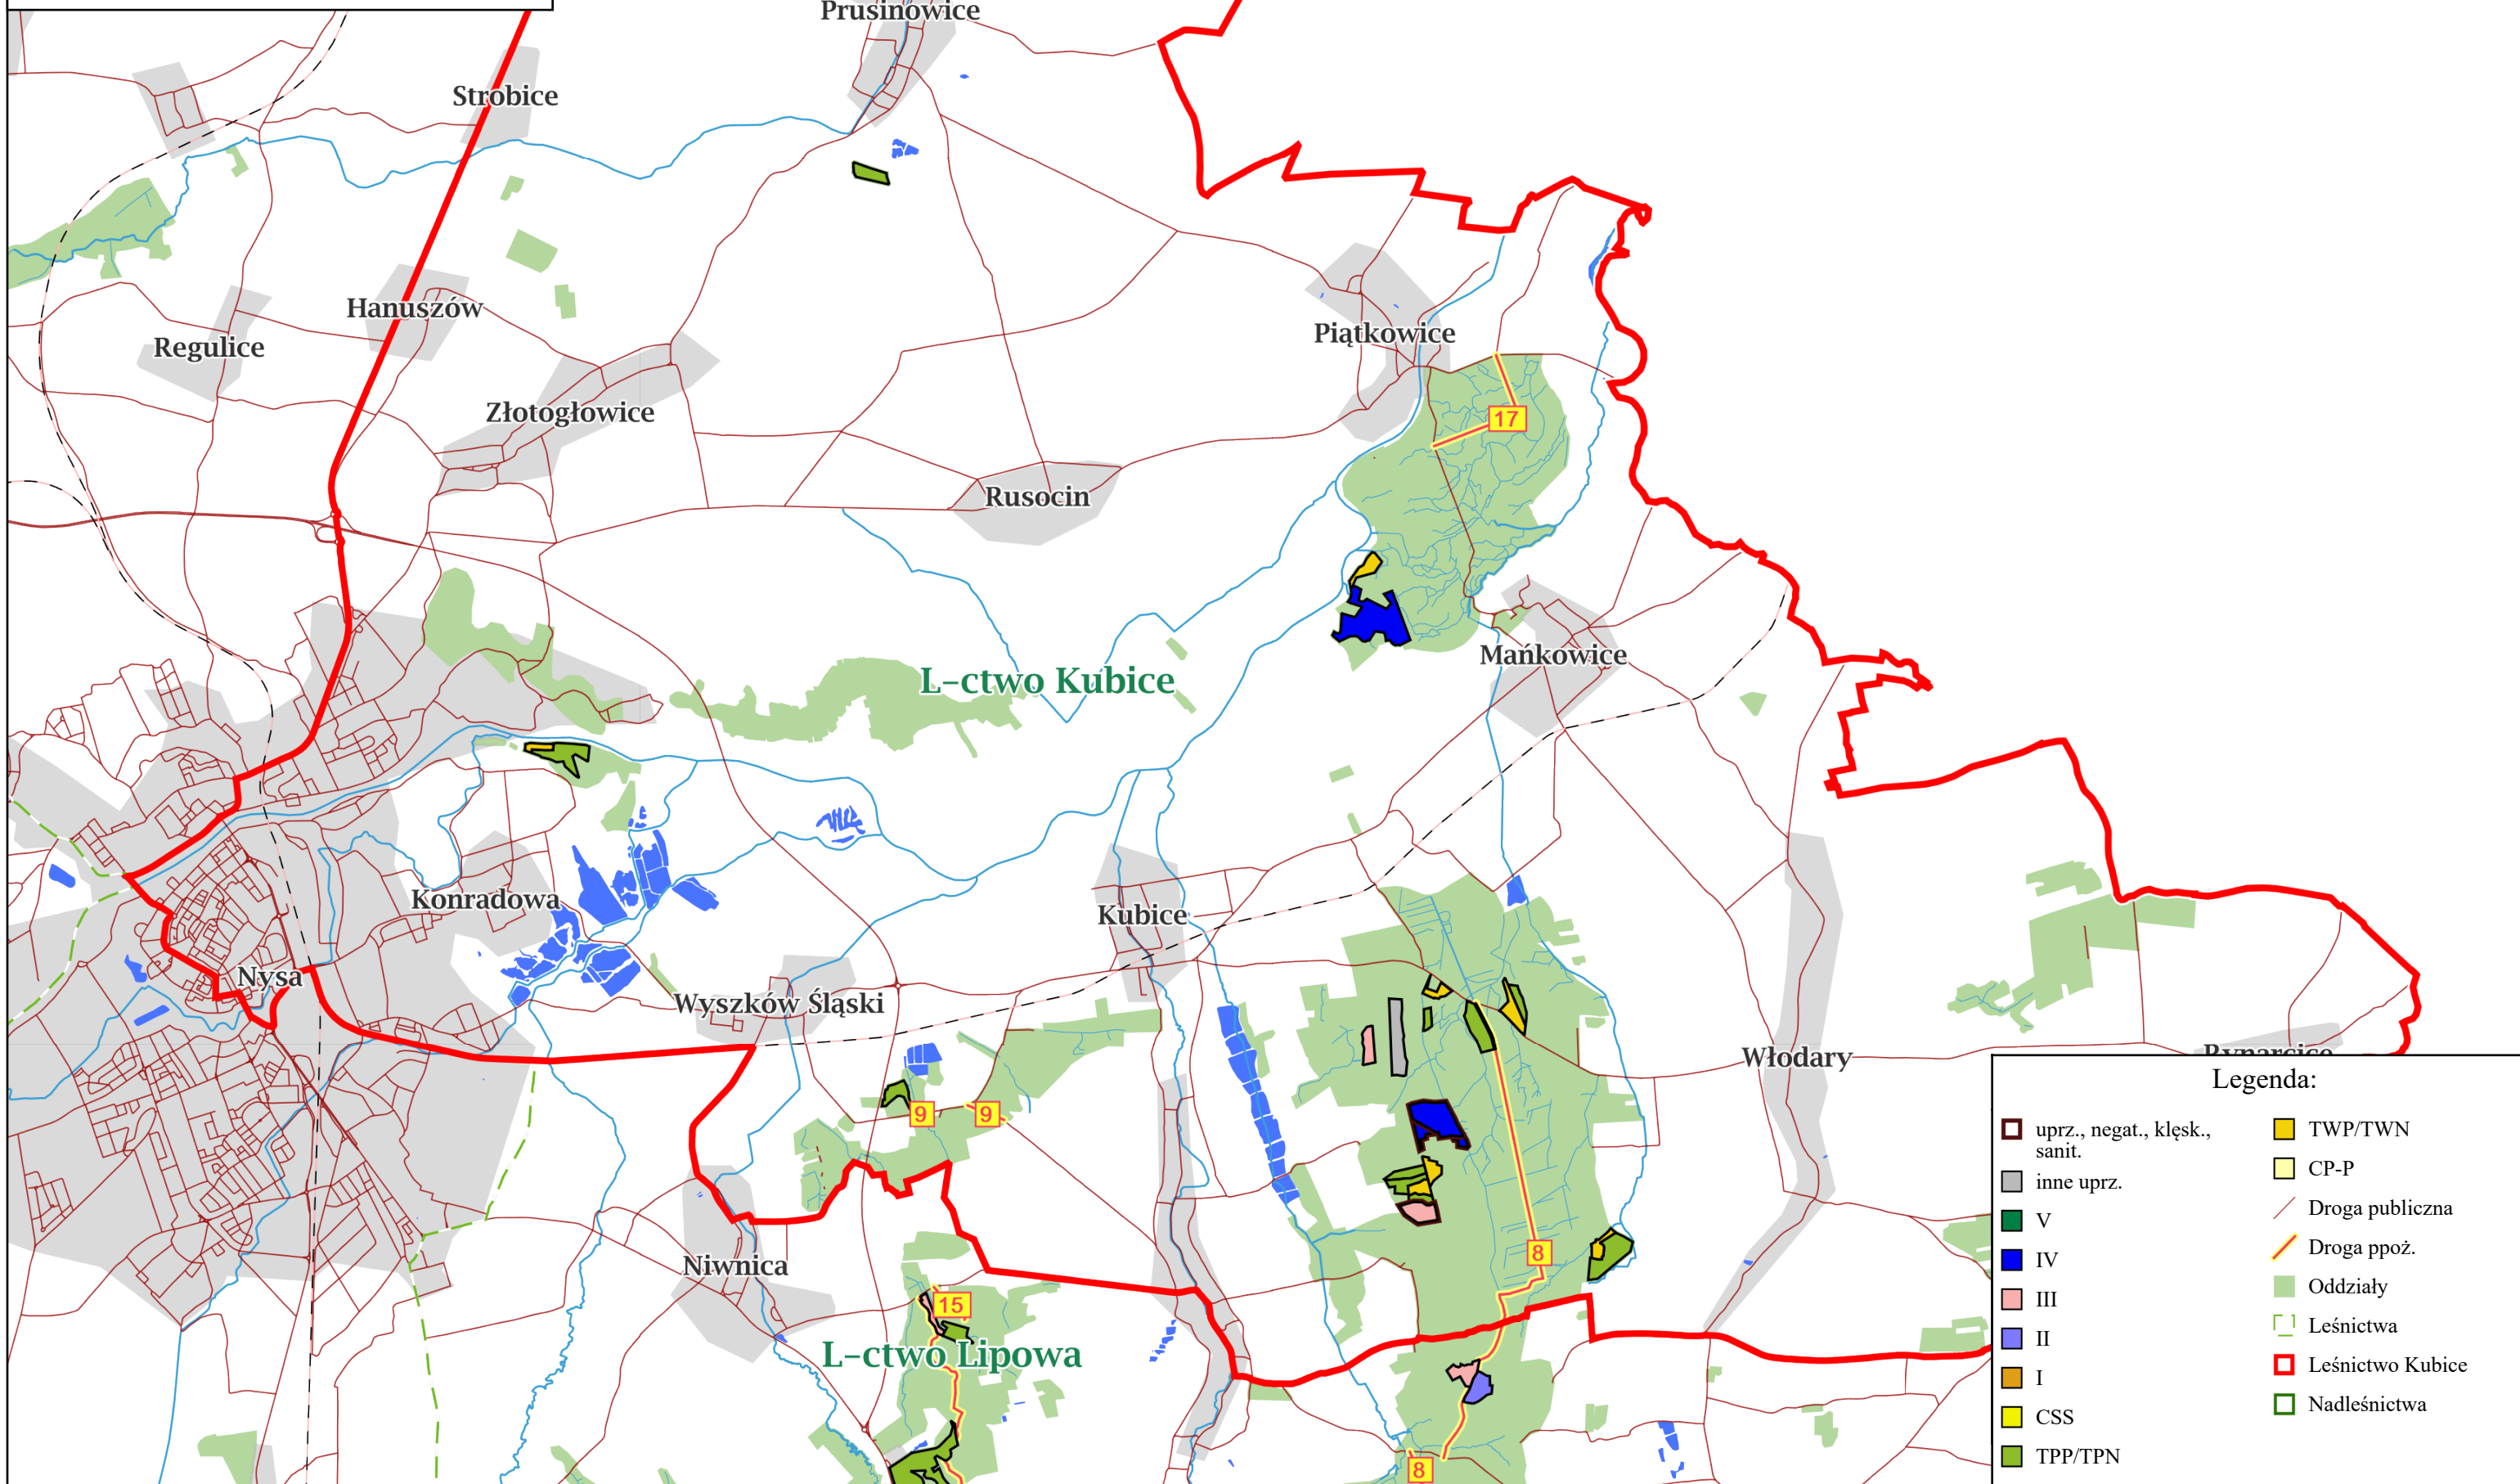 Prusinowice
Strobice
Hanuszów
Regulice
Piątkowice
Złotogłowice
17
Rusocin
Mańkowice
L-ctwo Kubice
Konradowa
Kubice
Nysa
Wyszków Śląski
Włodary
Rynarcice
9
9
8
Niwnica
15
L-ctwo Lipowa
8
Legenda:
uprz., negat., klęsk.,
sanit.
inne uprz.
V
IV
III
II
I
CSS
TPP/TPN
TWP/TWN
CP-P
Droga publiczna
Droga ppoż.
Oddziały
Leśnictwa
Leśnictwo Kubice
Nadleśnictwa